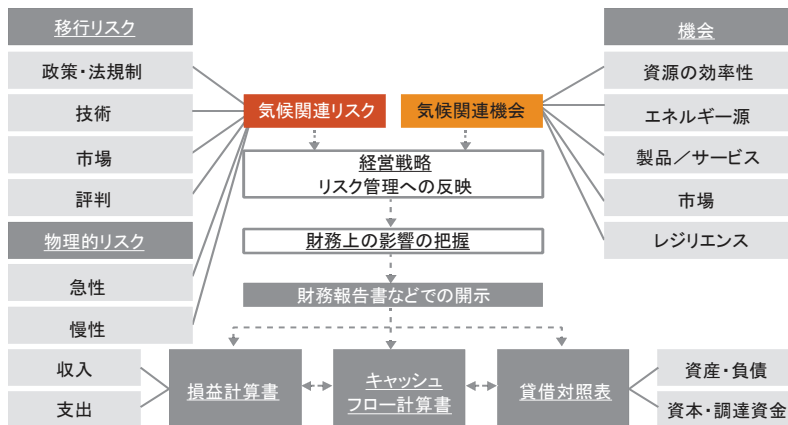 移行リスク
政策・法規制
技術
市場
評判
物理的リスク
急性
慢性
気候関連リスク
気候関連機会
経営戦略
リスク管理への反映
財務上の影響の把握
財務報告書などでの開示
機会
資源の効率性
エネルギー源
製品／サービス
市場
レジリエンス
収入
支出
損益計算書
キャッシュ
フロー計算書
貸借対照表
資産・負債
資本・調達資金